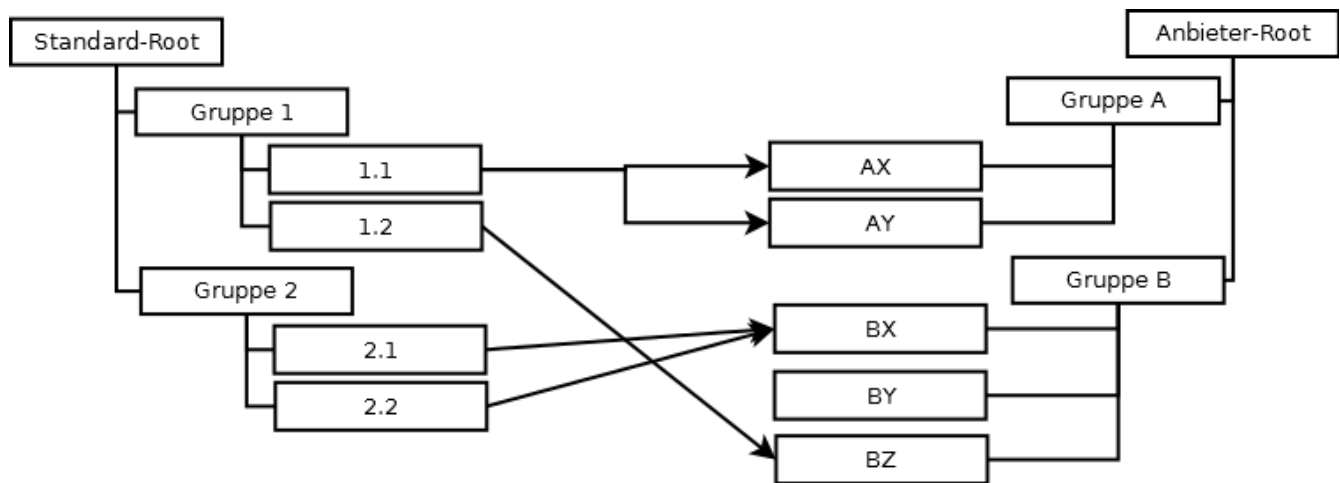 Standard-Root
Gruppe 1
1.1
1.2
Gruppe 2
2.1
2.2
Anbieter-Root
Gruppe A
AX
AY
Gruppe B
BX
BY
BZ